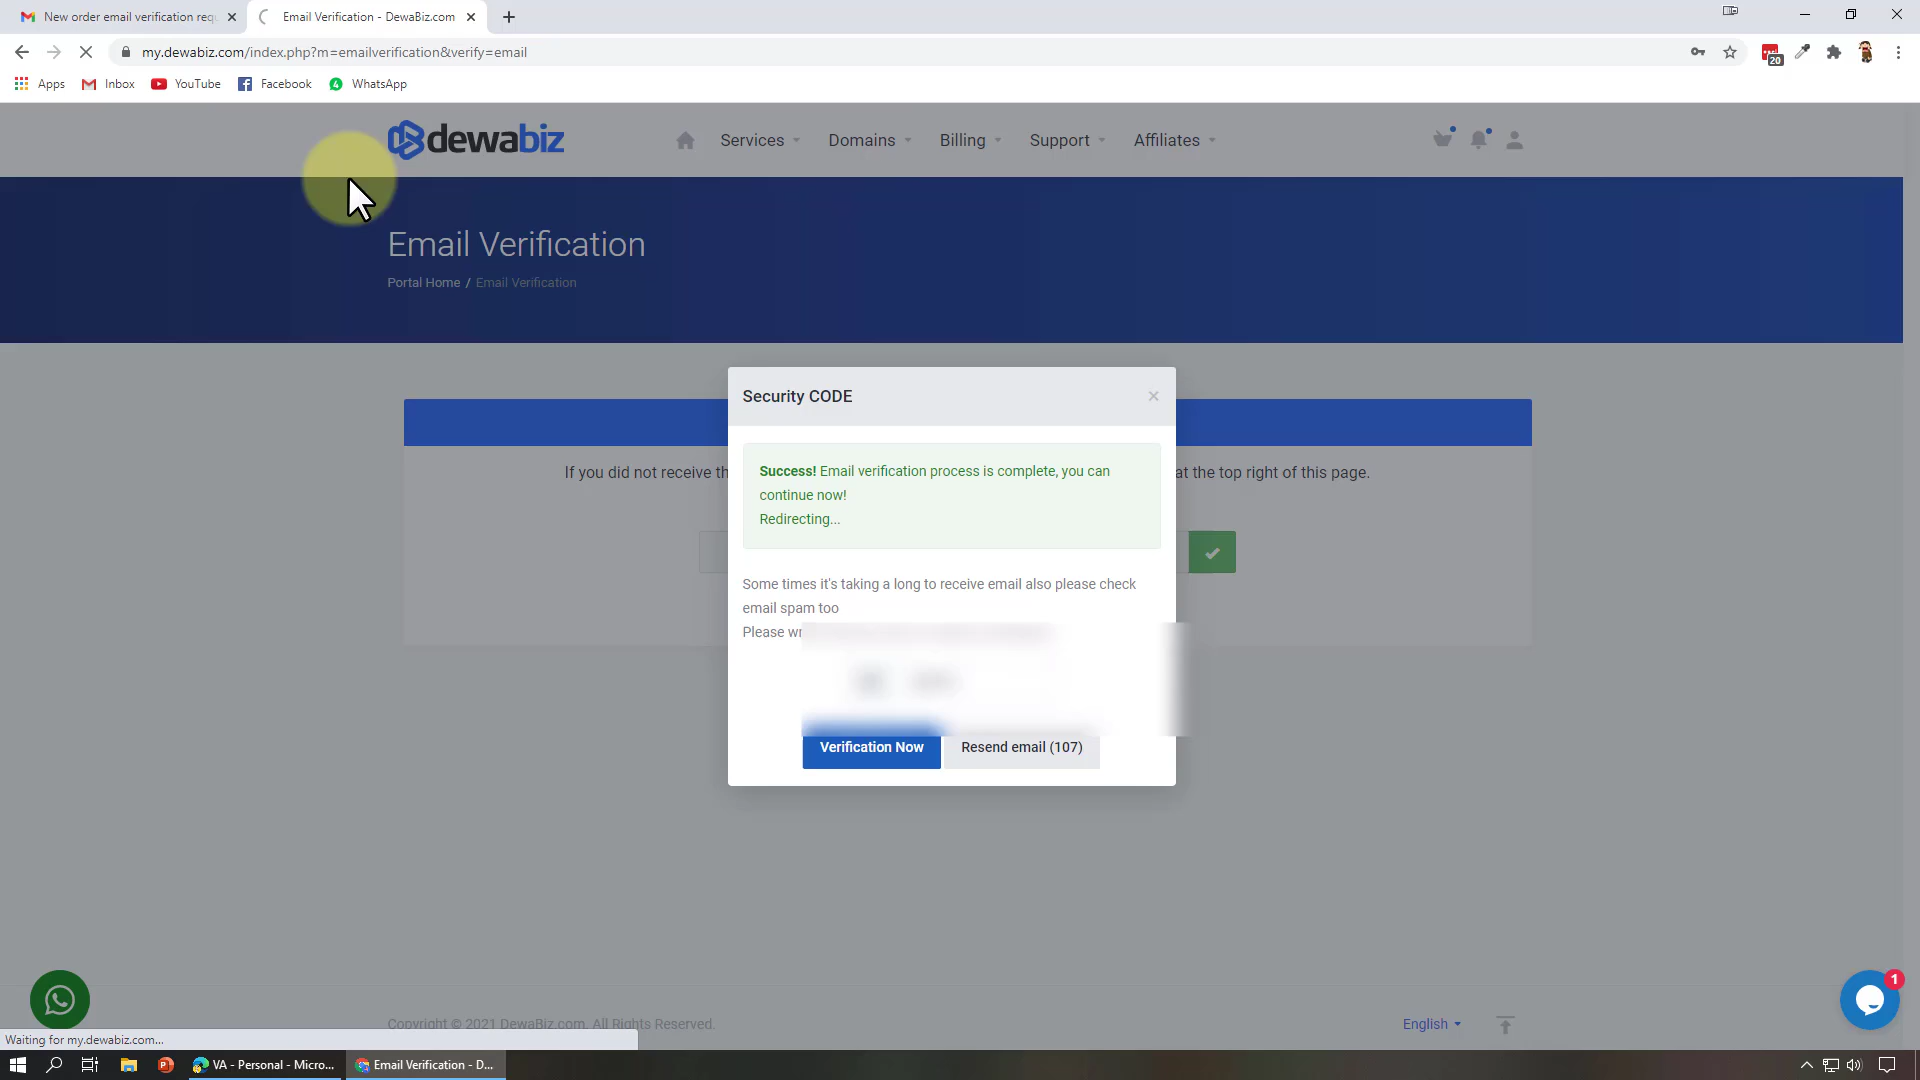 New order email verification requ
Email Verification - DewaBiz.com
my.dewabiz.com/index.php?m=emailverification&verify=email
20
Apps
Inbox
YouTube
Facebook
4
WhatsApp
dewabiz
Services
Domains
Billing
Support
Affiliates
Email Verification
Portal Home / Email Verification
Security CODE
Success! Email verification process is complete, you can
continue now!
Redirecting...
If you did not receive th
at the top right of this page.
Some times it's taking a long to receive email also please check
email spam too
Please wr
Verification Now
Resend email (107)
1
Copyright © 2021 DewaBiz.com. All Rights Reserved.
English
Waiting for my.dewabiz.com...
VA - Personal - Micro...
Email Verification - D...